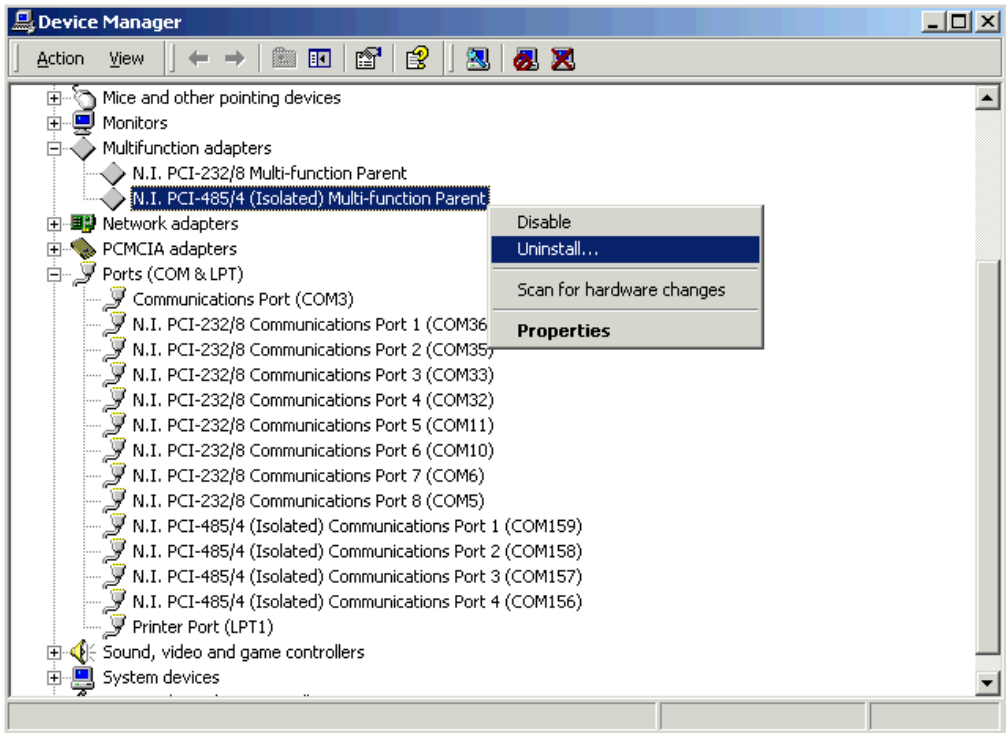 Device Manager
Action View
Mice and other pointing devices
Monitors
Multifunction adapters
N.I. PCI-232/8 Multi-function Parent
N.I. PCI-485/4 (Isolated) Multi-function Parent
Network adapters
PCMCIA adapters
Ports (COM & LPT)
Communications Port (COM3)
N.I. PCI-232/8 Communications Port 1 (COM36
N.I. PCI-232/8 Communications Port 2 (COM35)
N.I. PCI-232/8 Communications Port 3 (COM33)
N.I. PCI-232/8 Communications Port 4 (COM32)
N.I. PCI-232/8 Communications Port 5 (COM11)
N.I. PCI-232/8 Communications Port 6 (COM10)
N.I. PCI-232/8 Communications Port 7 (COM6)
N.I. PCI-232/8 Communications Port 8 (COM5)
N.I. PCI-485/4 (Isolated) Communications Port 1 (COM159)
N.I. PCI-485/4 (Isolated) Communications Port 2 (COM158)
N.I. PCI-485/4 (Isolated) Communications Port 3 (COM157)
N.I. PCI-485/4 (Isolated) Communications Port 4 (COM156)
Printer Port (LPT1)
Sound, video and game controllers
System devices
Disable
Uninstall...
Scan for hardware changes
Properties